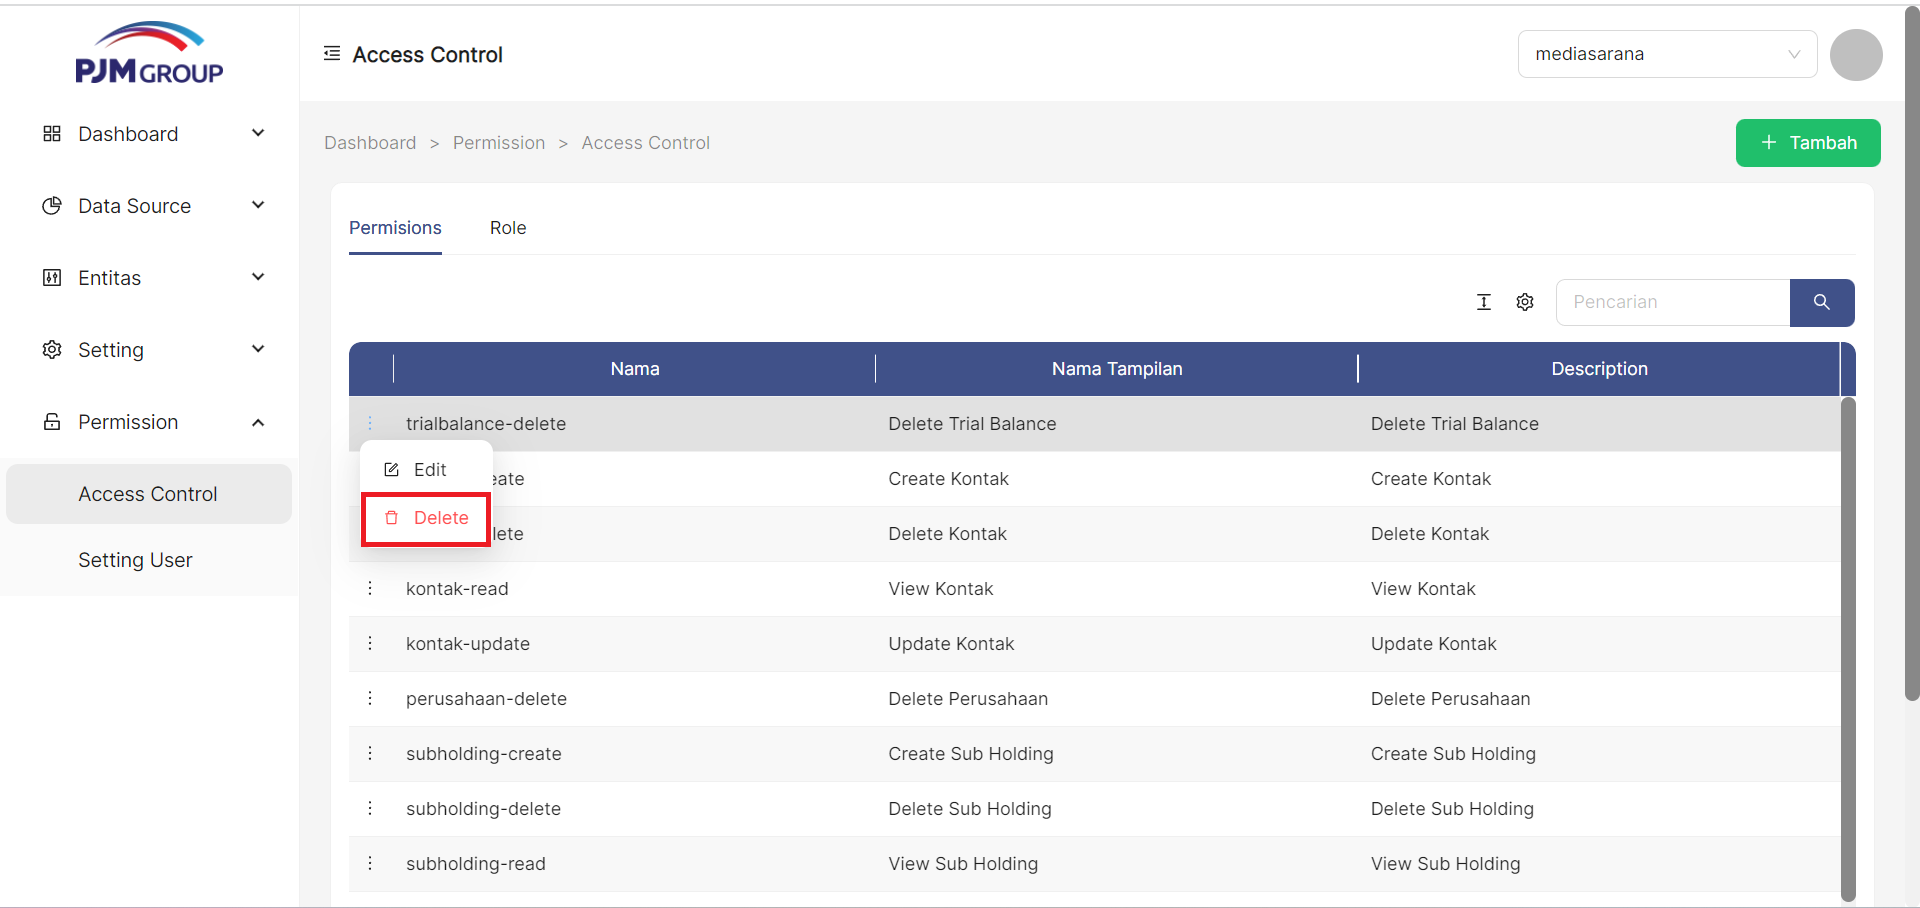 PJM GROUP
Access Control
mediasarana
Dashboard
Data Source
Entitas
Setting
Permission
Access Control
Setting User
Dashboard > Permission > Access Control
+ Tambah
Permisions Role
Pencarian
Nama Nama Tampilan Description
trialbalance-delete Delete Trial Balance Delete Trial Balance
Edit
Create Kontak Create Kontak
Delete
Delete Kontak Delete Kontak
kontak-read View Kontak View Kontak
kontak-update Update Kontak Update Kontak
perusahaan-delete Delete Perusahaan Delete Perusahaan
subholding-create Create Sub Holding Create Sub Holding
subholding-delete Delete Sub Holding Delete Sub Holding
subholding-read View Sub Holding View Sub Holding